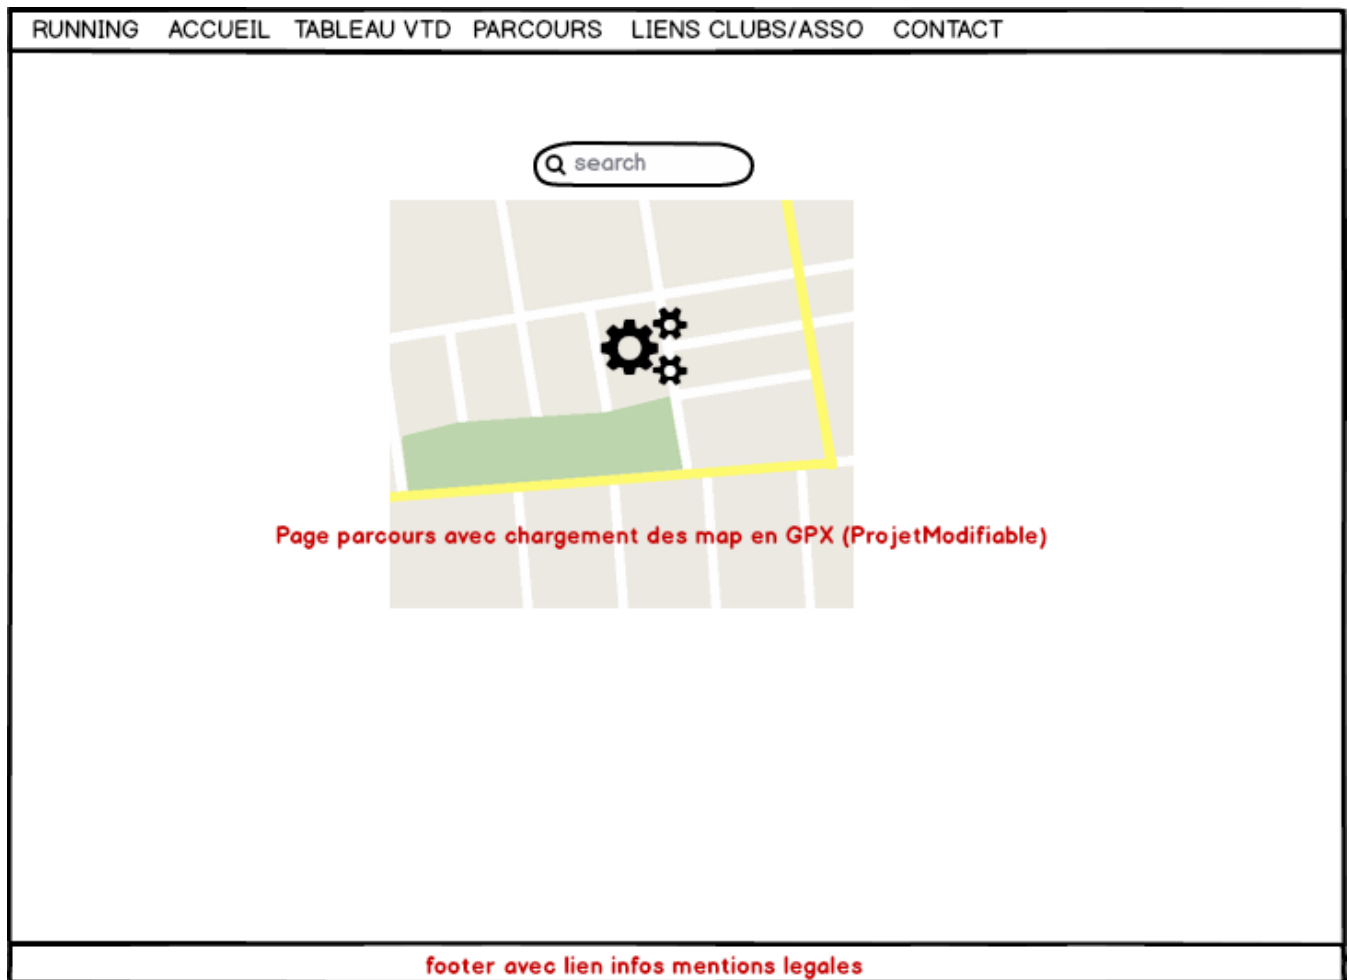 RUNNING ACCUEIL TABLEAU VTD PARCOURS LIENS CLUBS/ASSO CONTACT
search
Page parcours avec chargement des map en GPX (ProjetModifiable)
footer avec lien infos mentions legales